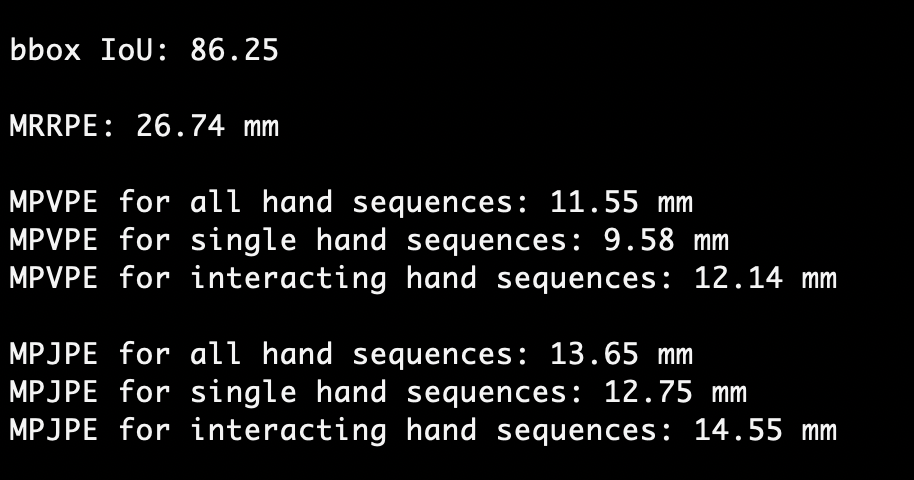 bbox IoU: 86.25
MRRPE: 26.74 mm
MPVPE for all hand sequences: 11.55 mm
MPVPE for single hand sequences: 9.58 mm
MPVPE for interacting hand sequences: 12.14 mm
MPJPE for all hand sequences: 13.65 mm
MPJPE for single hand sequences: 12.75 mm
MPJPE for interacting hand sequences: 14.55 mm